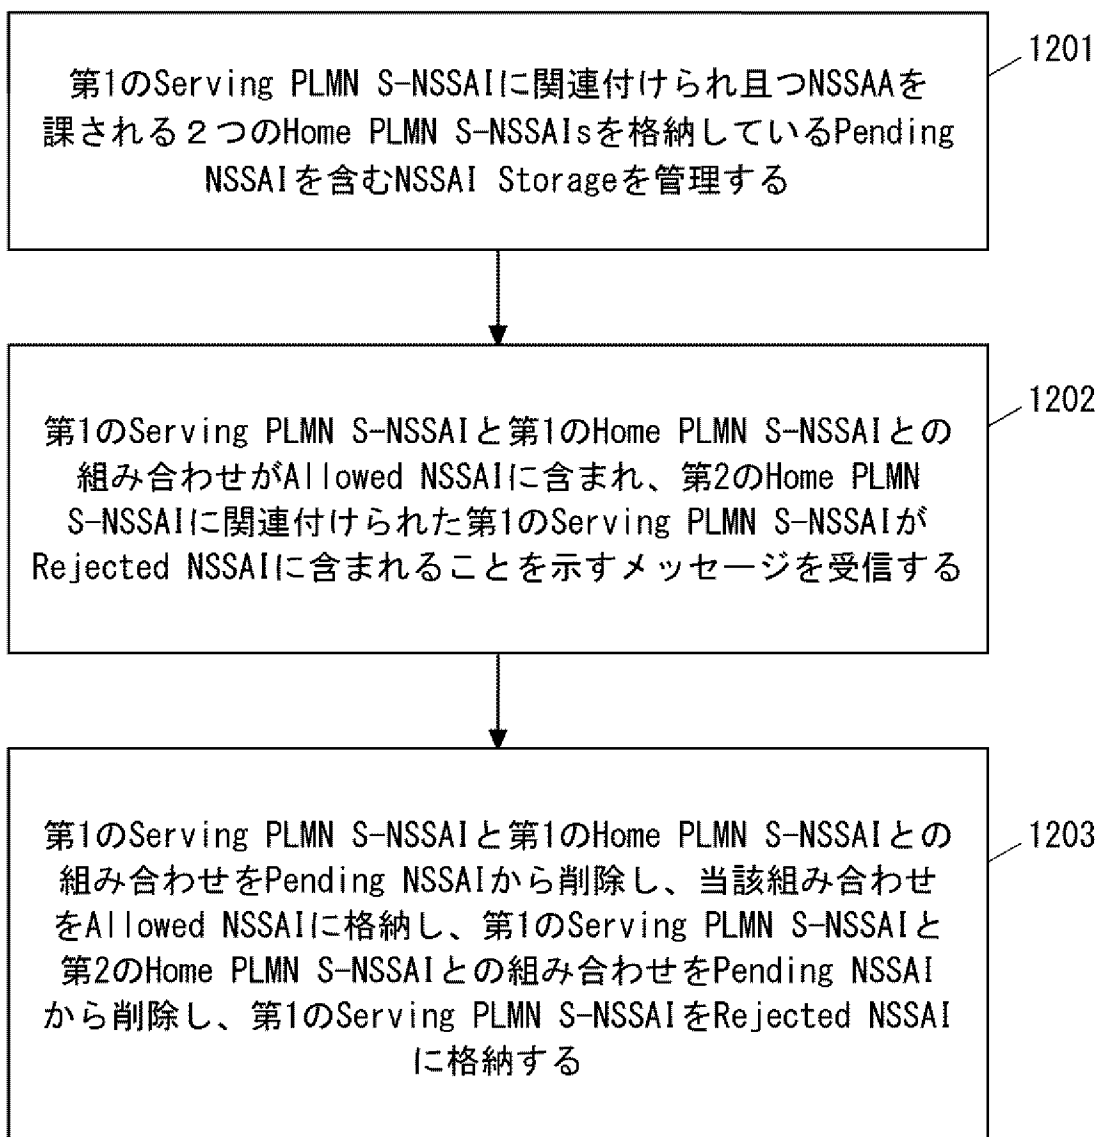 1201
第1のServing PLMN S-NSSAIに関連付けられ且つNSSAAを
課される２つのHome PLMN S-NSSAIsを格納しているPending
NSSAIを含むNSSAI Storageを管理する
1202
第1のServing PLMN S-NSSAIと第1のHome PLMN S-NSSAIとの
組み合わせがAllowed NSSAIに含まれ、第2のHome PLMN
S-NSSAIに関連付けられた第1のServing PLMN S-NSSAIが
Rejected NSSAIに含まれることを示すメッセージを受信する
1203
第1のServing PLMN S-NSSAIと第1のHome PLMN S-NSSAIとの
組み合わせをPending NSSAIから削除し、当該組み合わせ
をAllowed NSSAIに格納し、第1のServing PLMN S-NSSAIと
第2のHome PLMN S-NSSAIとの組み合わせをPending NSSAI
から削除し、第1のServing PLMN S-NSSAIをRejected NSSAI
に格納する